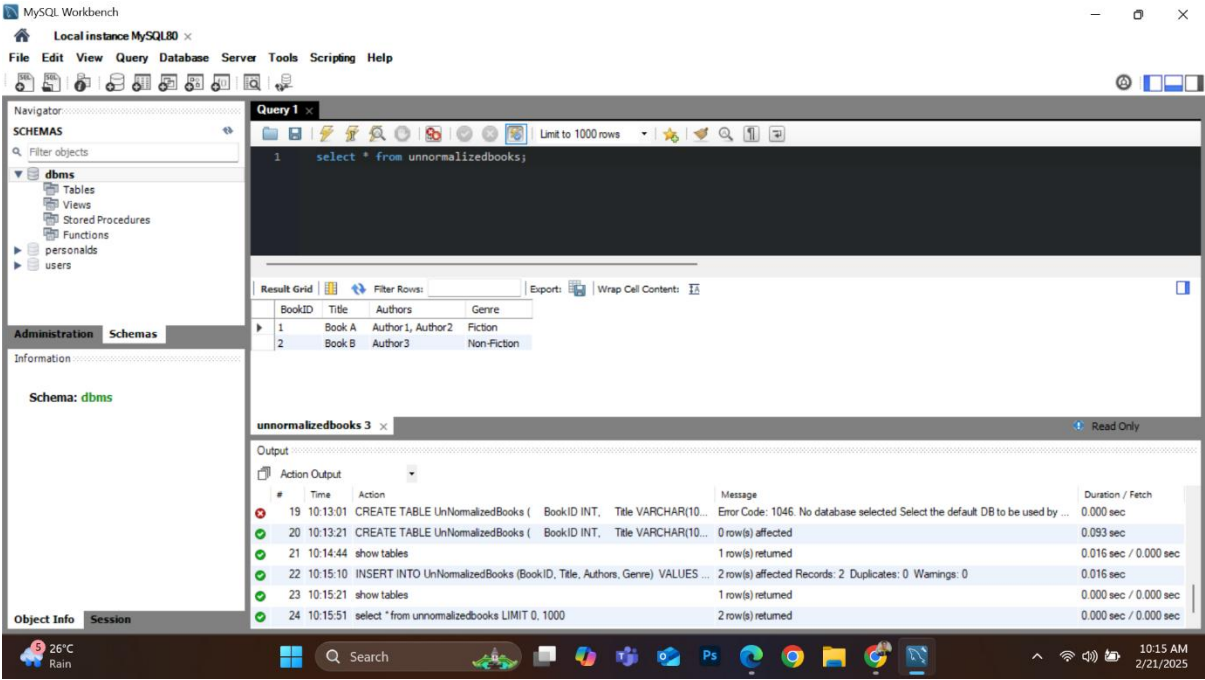 MySQL Workbench
Local instance MySQL80
File Edit View Query Database Server Tools Scripting Help
Navigator
SCHEMAS
Filter objects
dbms
Tables
Views
Stored Procedures
Functions
personalds
users
Administration Schemas
Information
Schema: dbms
Object Info Session
Query 1
Limit to 1000 rows
1 select * from unnormalizedbooks;
Result Grid Filter Rows: Export: Wrap Cell Content:
BookID Title Authors Genre
1 Book A Author1, Author2 Fiction
2 Book B Author3 Non-Fiction
unnormalizedbooks 3
Read Only
Output
Action Output
# Time Action Message Duration / Fetch
19 10:13:01 CREATE TABLE UnNormalizedBooks ( BookID INT, Title VARCHAR(10... Error Code: 1046. No database selected Select the default DB to be used by ... 0.000 sec
20 10:13:21 CREATE TABLE UnNormalizedBooks ( BookID INT, Title VARCHAR(10... 0 row(s) affected 0.093 sec
21 10:14:44 show tables 1 row(s) returned 0.016 sec / 0.000 sec
22 10:15:10 INSERT INTO UnNormalizedBooks (BookID, Title, Authors, Genre) VALUES ... 2 row(s) affected Records: 2 Duplicates: 0 Warnings: 0 0.016 sec
23 10:15:21 show tables 1 row(s) returned 0.000 sec / 0.000 sec
24 10:15:51 select * from unnormalizedbooks LIMIT 0, 1000 2 row(s) returned 0.000 sec / 0.000 sec
5
26°C
Rain
Search
Ps
10:15 AM
2/21/2025